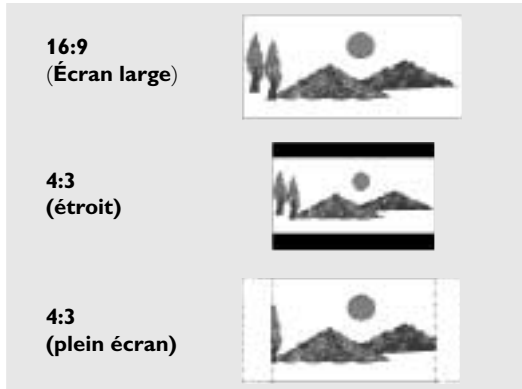 16:9
(Écran large)
4:3
(étroit)
4:3
(plein écran)